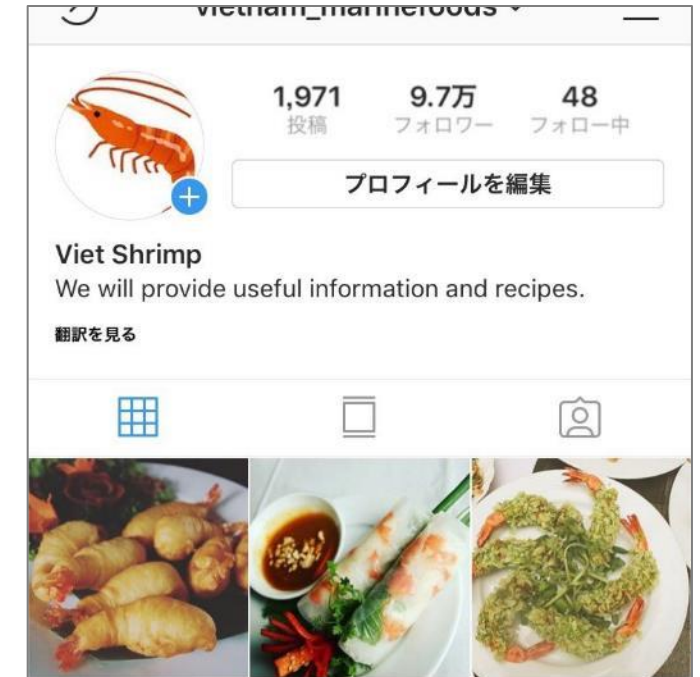 vietnam_marinefoods
1,971 9.7万 48
投稿 フォロワー フォロー中
プロフィールを編集
Viet Shrimp
We will provide useful information and recipes.
翻訳を見る